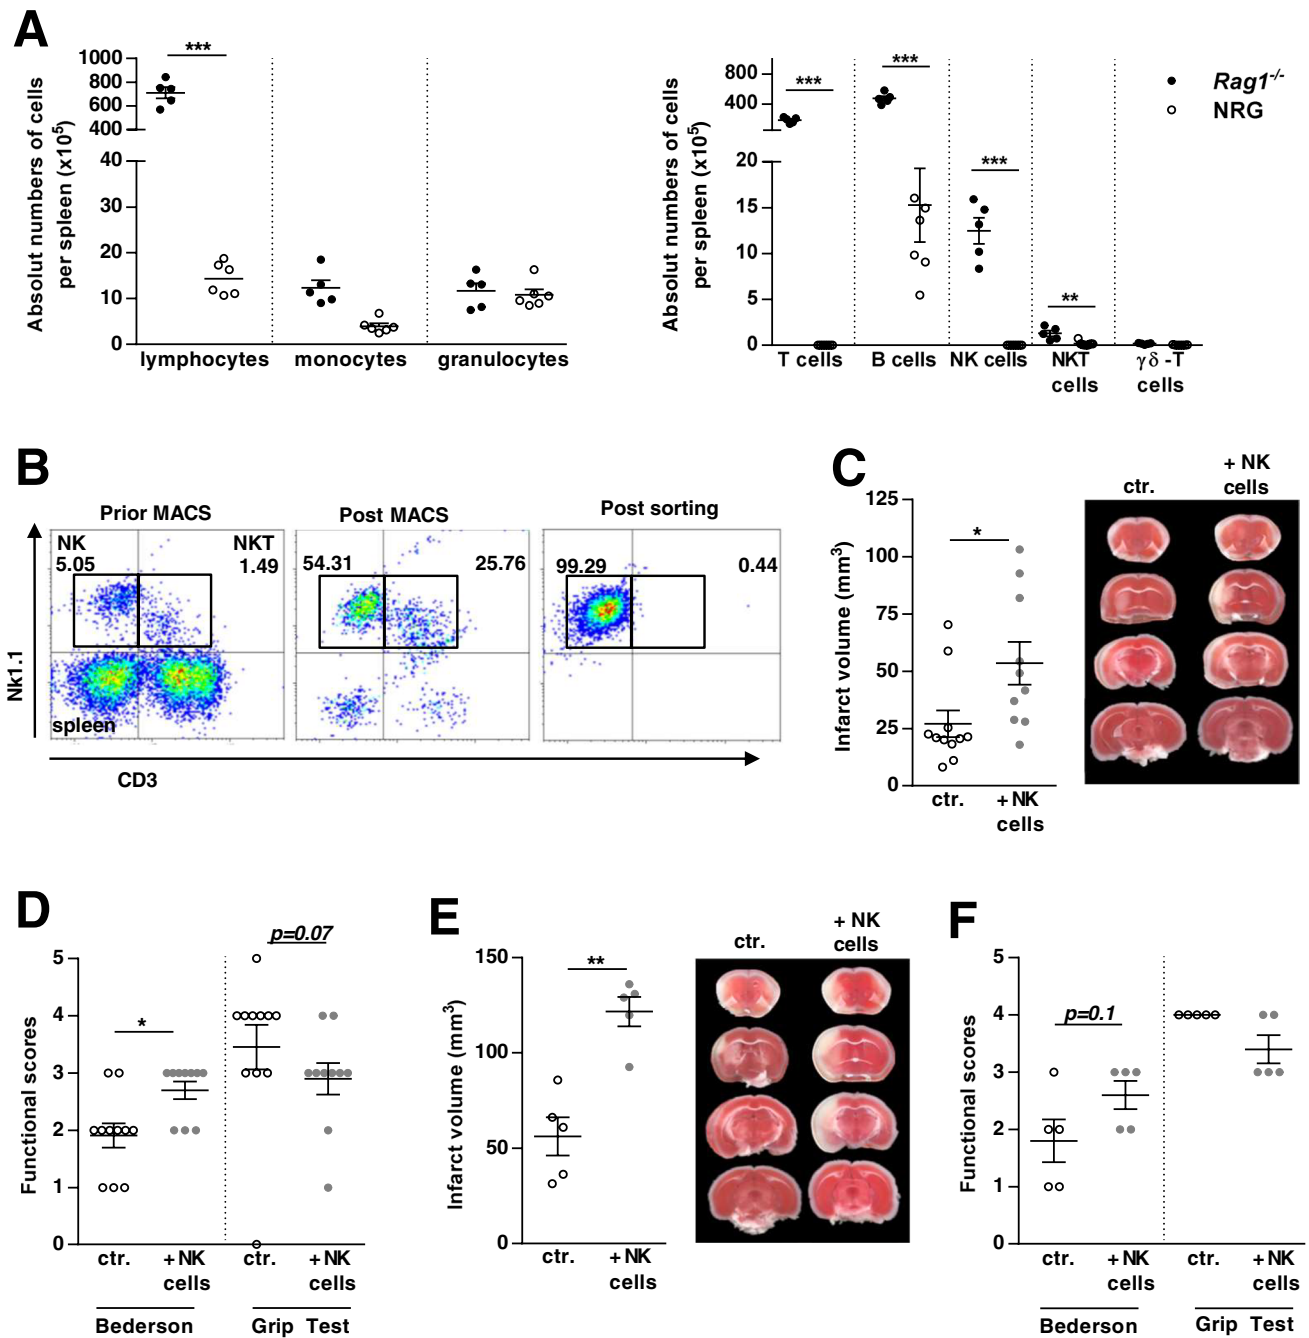 A
Absolut numbers of cells
per spleen (x10⁵)
1000
800
600
400
40
30
20
10
0
***
lymphocytes
monocytes
granulocytes
Absolut numbers of cells
per spleen (x10⁵)
800
400
20
15
10
5
0
***
***
***
**
T cells
B cells
NK cells
NKT
cells
γδ -T
cells
Rag1⁻/⁻
NRG
B
Prior MACS
Post MACS
Post sorting
NK
5.05
NKT
1.49
54.31
25.76
99.29
0.44
spleen
Nk1.1
CD3
C
Infarct volume (mm³)
125
100
75
50
25
0
*
ctr.
+NK
cells
ctr.
+ NK
cells
D
Functional scores
5
4
3
2
1
0
*
p=0.07
ctr.
+NK
cells
ctr.
+NK
cells
Bederson
Grip Test
E
Infarct volume (mm³)
150
100
50
0
**
ctr.
+NK
cells
ctr.
+ NK
cells
F
Functional scores
5
4
3
2
1
0
p=0.1
ctr.
+NK
cells
ctr.
+NK
cells
Bederson
Grip Test